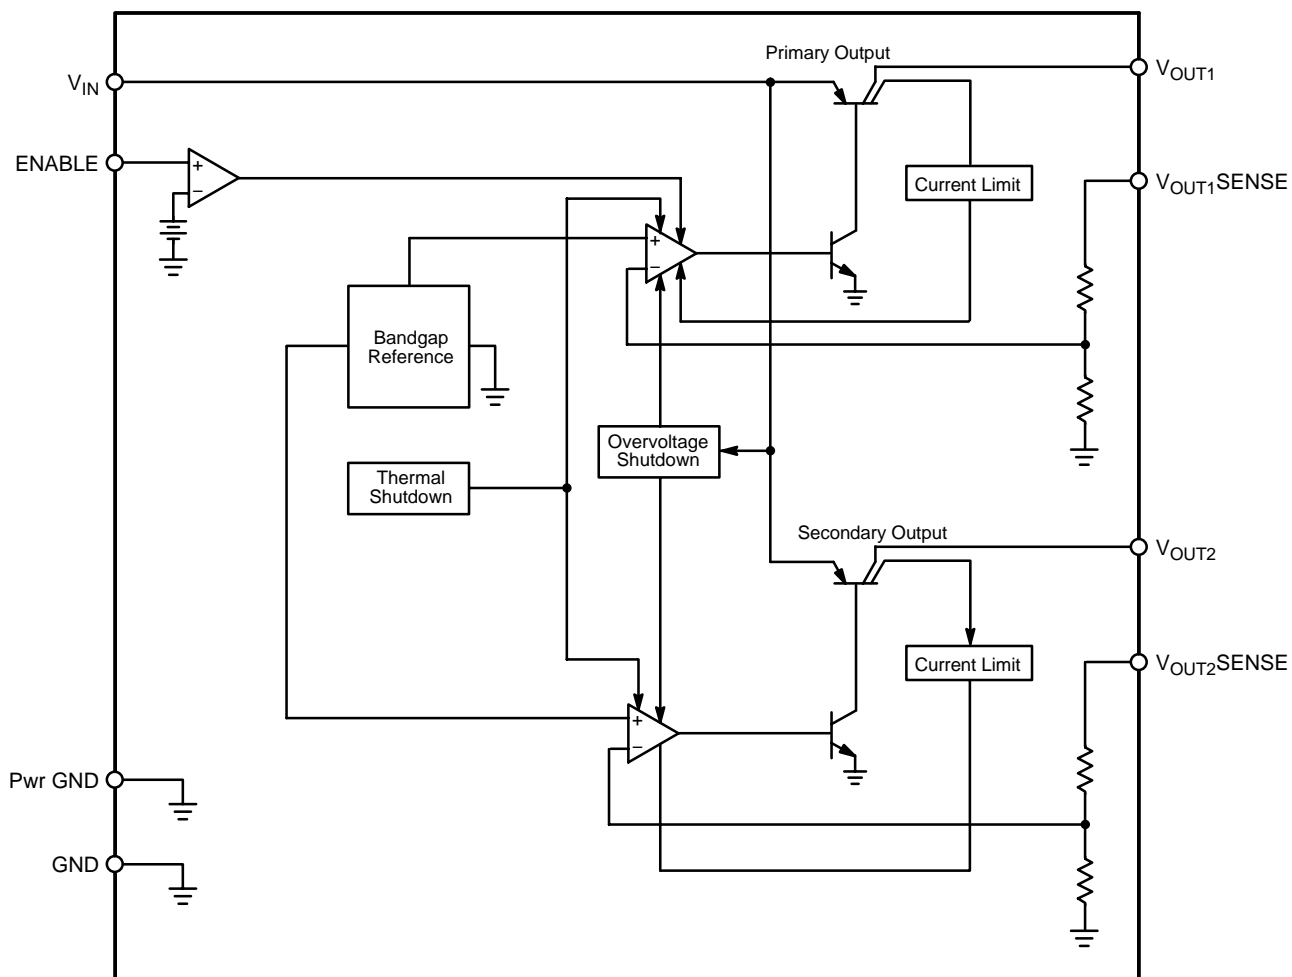 Primary Output
VIN
VOUT1
ENABLE
+
−
Current Limit
VOUT1SENSE
+
−
Bandgap
Reference
Overvoltage
Shutdown
Thermal
Shutdown
Secondary Output
VOUT2
Current Limit
VOUT2SENSE
+
−
Pwr GND
GND